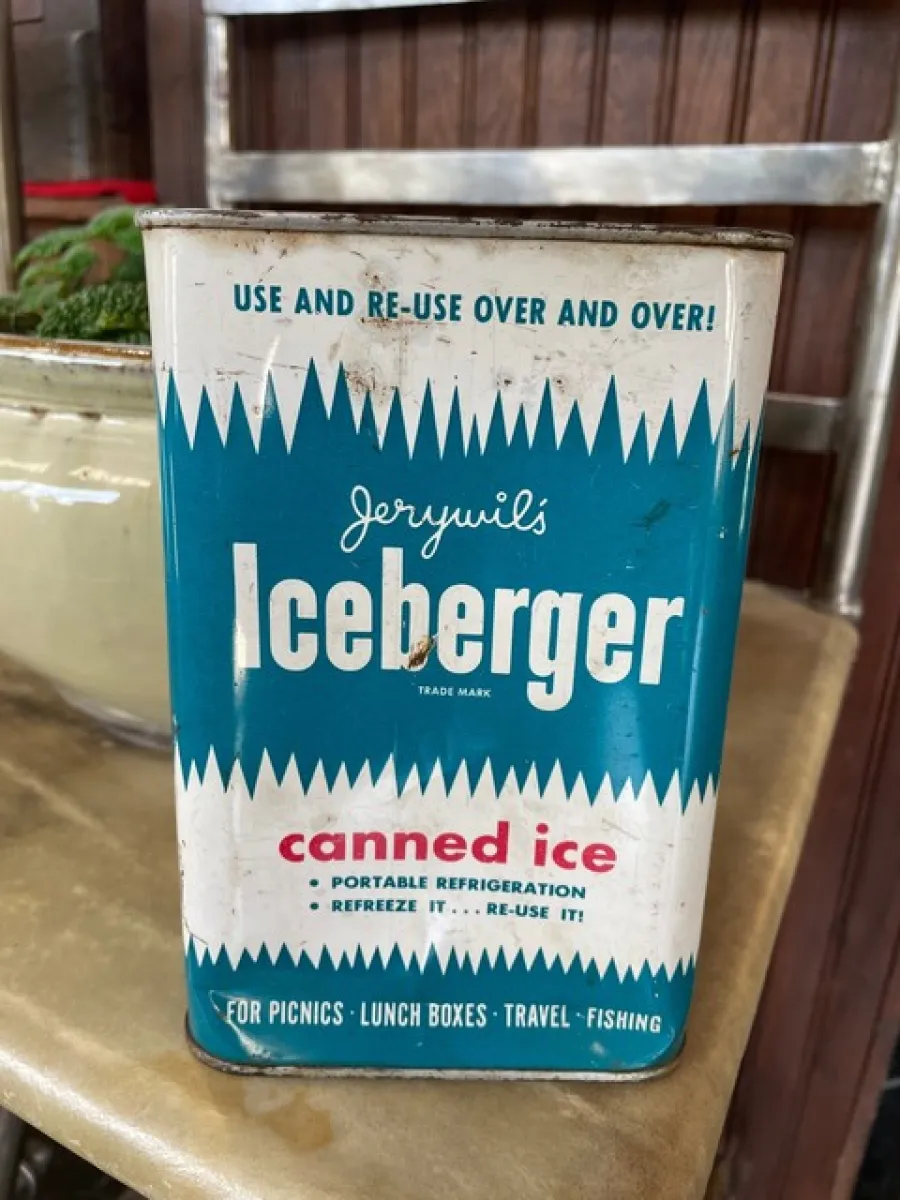 USE AND RE-USE OVER AND OVER!
Jerywil's
Iceberger
TRADE MARK
canned ice
• PORTABLE REFRIGERATION
• REFREEZE IT... RE-USE IT!
FOR PICNICS · LUNCH BOXES · TRAVEL · FISHING